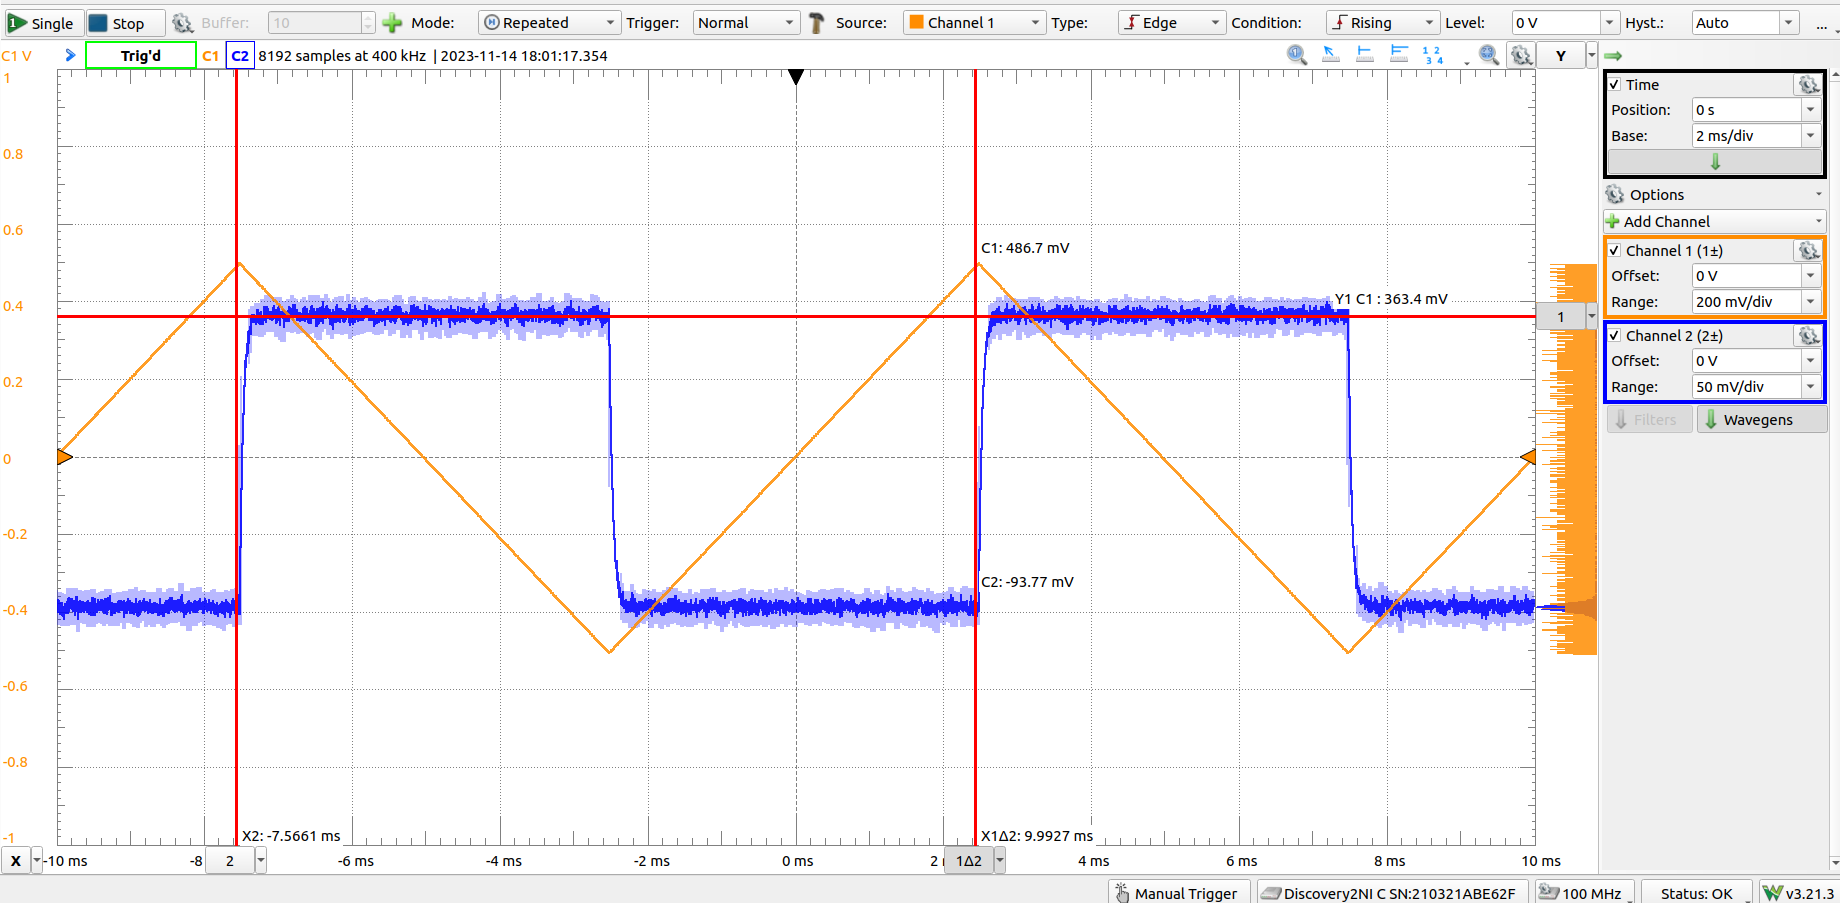 Single Stop Buffer: 10 Mode: Repeated Trigger: Normal Source: Channel 1 Type: Edge Condition: Rising Level: 0 V Hyst.: Auto ...
C1 V Trig'd C1 C2 8192 samples at 400 kHz | 2023-11-14 18:01:17.354 Y
1
0.8
0.6
0.4
0.2
0
-0.2
-0.4
-0.6
-0.8
-1
C1: 486.7 mV
Y1 C1 : 363.4 mV
1
C2: -93.77 mV
X2: -7.5661 ms
X1Δ2: 9.9927 ms
X -10 ms -8 2 -6 ms -4 ms -2 ms 0 ms 2 1Δ2 4 ms 6 ms 8 ms 10 ms
Time
Position: 0 s
Base: 2 ms/div
Options
Add Channel
Channel 1 (1±)
Offset: 0 V
Range: 200 mV/div
Channel 2 (2±)
Offset: 0 V
Range: 50 mV/div
Filters Wavegens
Manual Trigger Discovery2NI C SN:210321ABE62F 100 MHz Status: OK v3.21.3